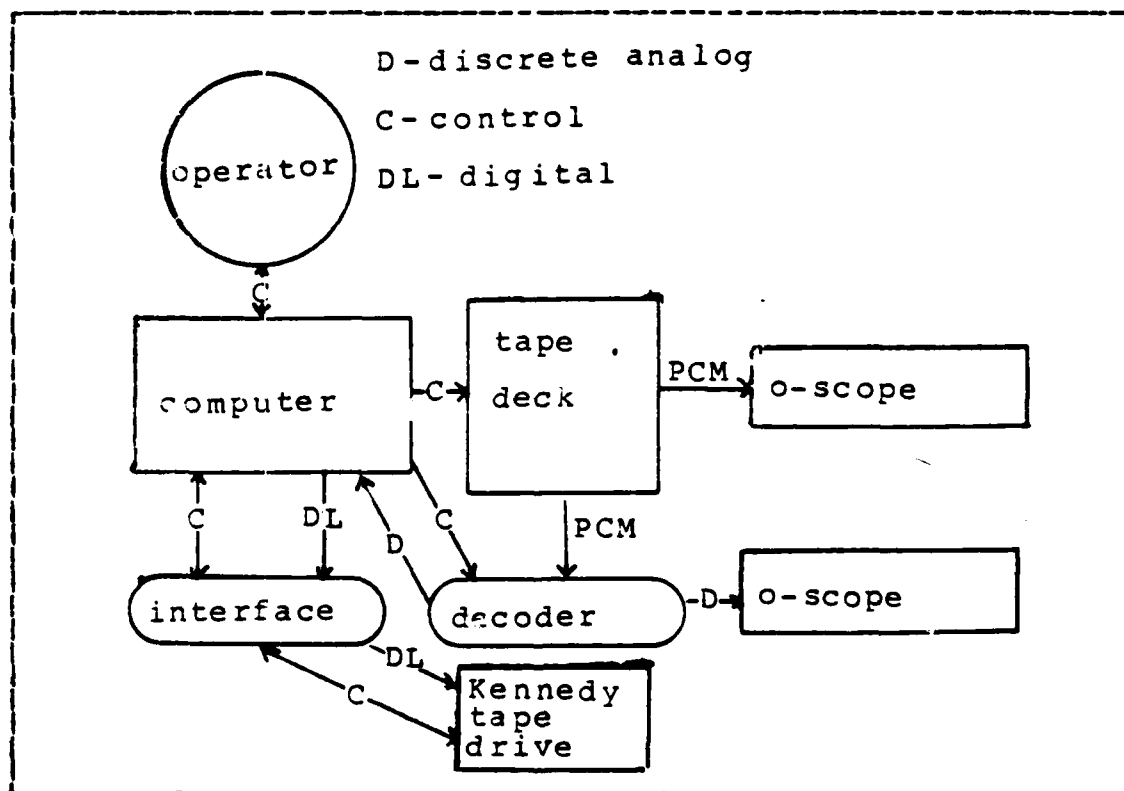 D-discrete analog
C-control
DL-digital
operator
C
computer
C
tape
deck
PCM
o-scope
C
DL
D
C
PCM
interface
decoder
D
o-scope
DL
C
Kennedy
tape
drive